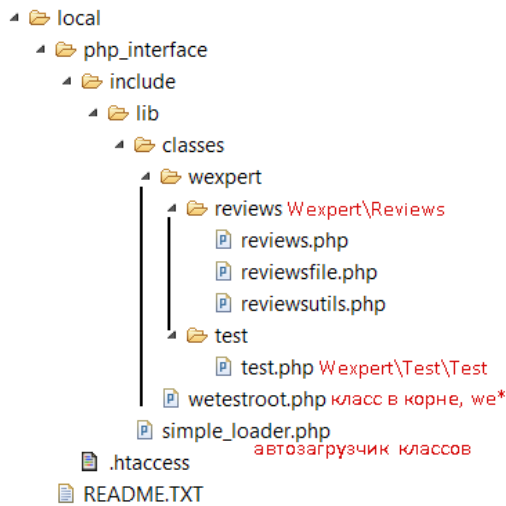 local
php_interface
include
lib
classes
wexpert
reviews Wexpert\Reviews
reviews.php
reviewsfile.php
reviewsutils.php
test
test.php Wexpert\Test\Test
wetestroot.php класс в корне, we*
simple_loader.php
автозагрузчик классов
.htaccess
README.TXT